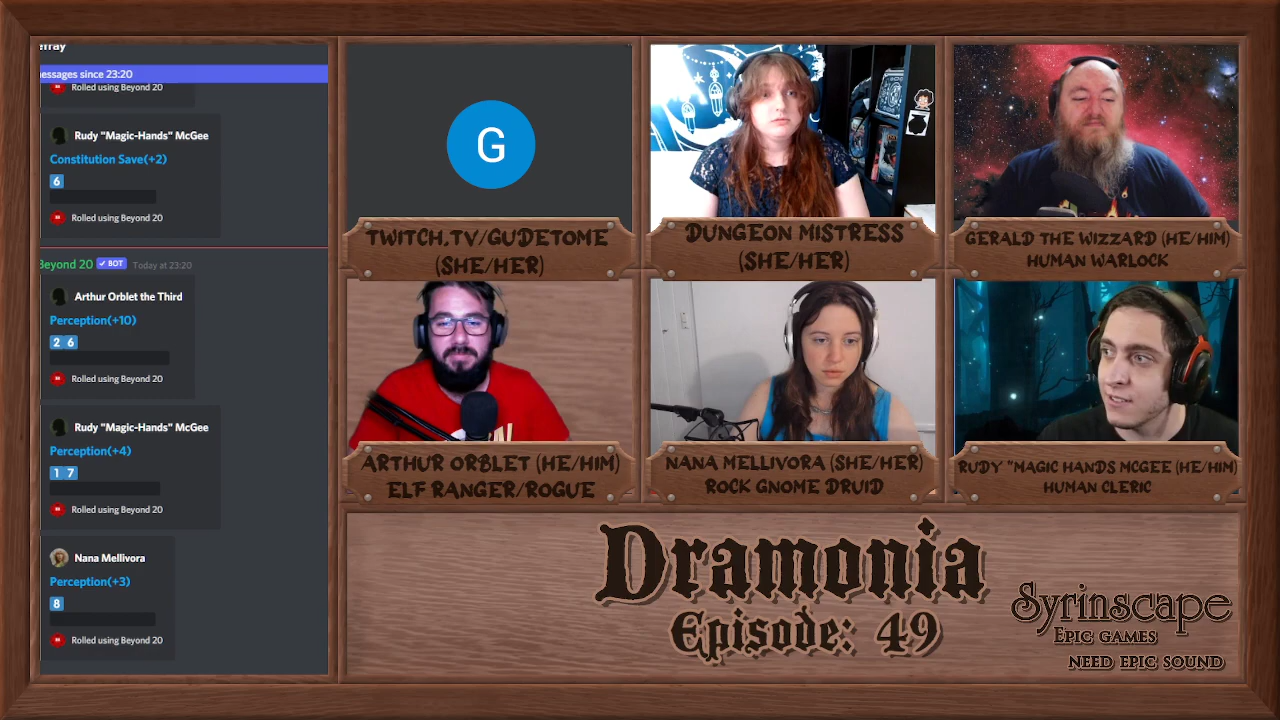 essages since 23:20
Rolled using Beyond 20
Rudy "Magic-Hands" McGee
Constitution Save(+2)
6
Rolled using Beyond 20
Beyond 20 ✓ BOT Today at 23:20
Arthur Orblet the Third
Perception(+10)
2 6
Rolled using Beyond 20
Rudy "Magic-Hands" McGee
Perception(+4)
1 7
Rolled using Beyond 20
Nana Mellivora
Perception(+3)
8
Rolled using Beyond 20
G
TWITCH.TV/GUDETOME
(SHE/HER)
DUNGEON MISTRESS
(SHE/HER)
GERALD THE WIZZARD (HE/HIM)
HUMAN WARLOCK
ARTHUR ORBLET (HE/HIM)
ELF RANGER/ROGUE
NANA MELLIVORA (SHE/HER)
ROCK GNOME DRUID
RUDY "MAGIC HANDS MCGEE (HE/HIM)
HUMAN CLERIC
Dramonia
Episode: 49
Syrinscape
EPIC GAMES
NEED EPIC SOUND